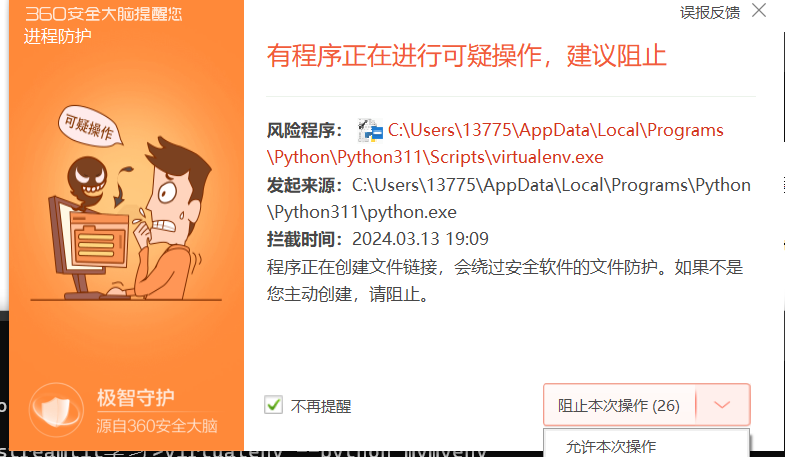 360安全大脑提醒您
进程防护
误报反馈
有程序正在进行可疑操作，建议阻止
可疑操作
风险程序： C:\Users\13775\AppData\Local\Programs
\Python\Python311\Scripts\virtualenv.exe
发起来源：C:\Users\13775\AppData\Local\Programs\Python
\Python311\python.exe
拦截时间：2024.03.13 19:09
程序正在创建文件链接，会绕过安全软件的文件防护。如果不是
您主动创建，请阻止。
极智守护
源自360安全大脑
不再提醒
阻止本次操作 (26)
允许本次操作